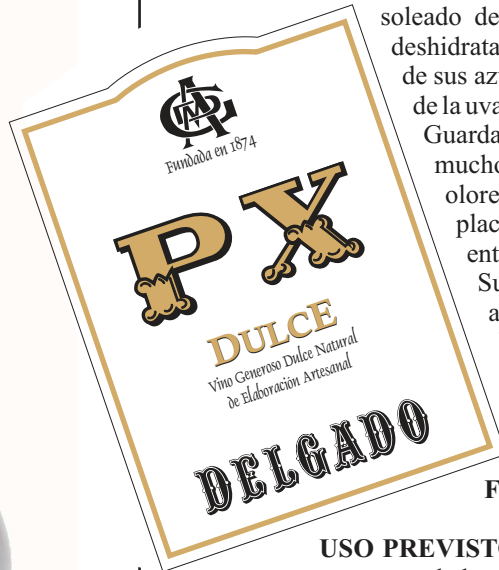 Fundada en 1874
PX
DULCE
Vino Generoso Dulce Natural
de Elaboración Artesanal
DELGADO
soleado de
deshidrata
de sus az
de la uva
Guarda
mucho
olore
plac
ent
Su
a
F
USO PREVISTO